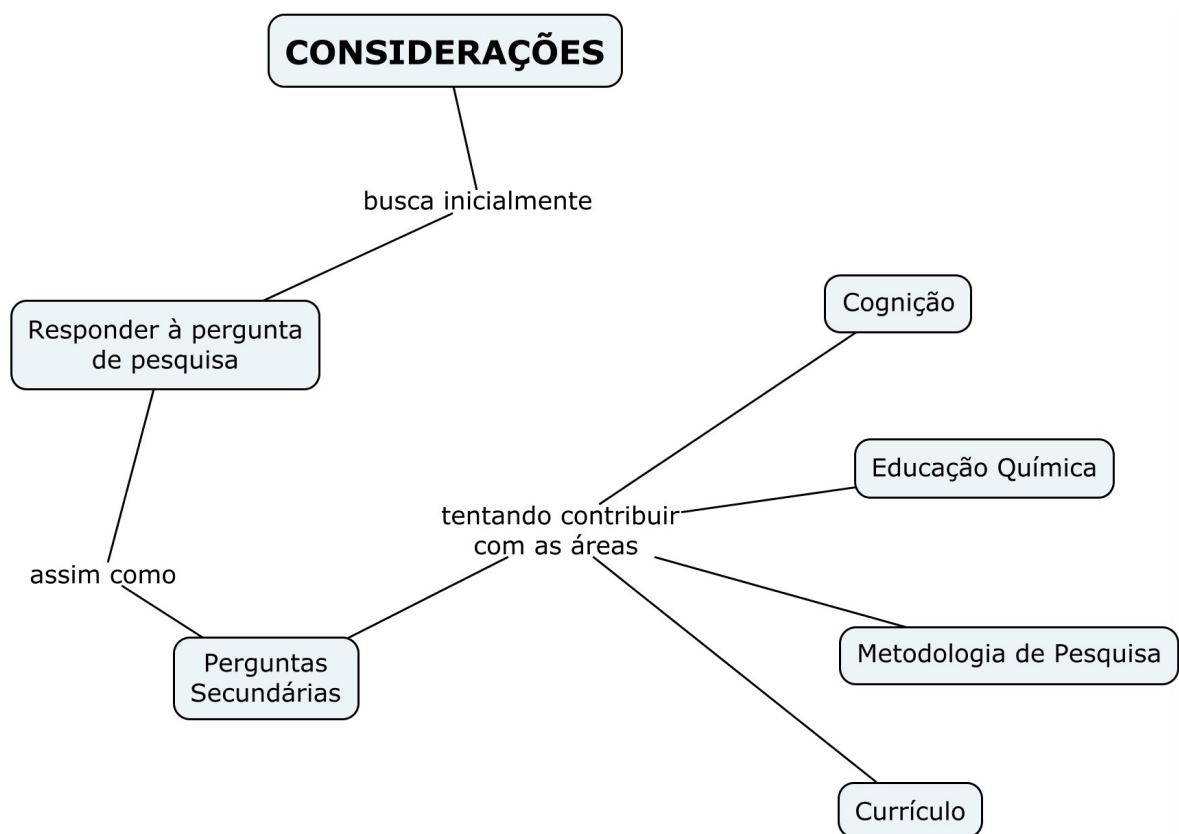 CONSIDERAÇÕES
busca inicialmente
Responder à pergunta
de pesquisa
assim como
Perguntas
Secundárias
tentando contribuir
com as áreas
Cognição
Educação Química
Metodologia de Pesquisa
Currículo